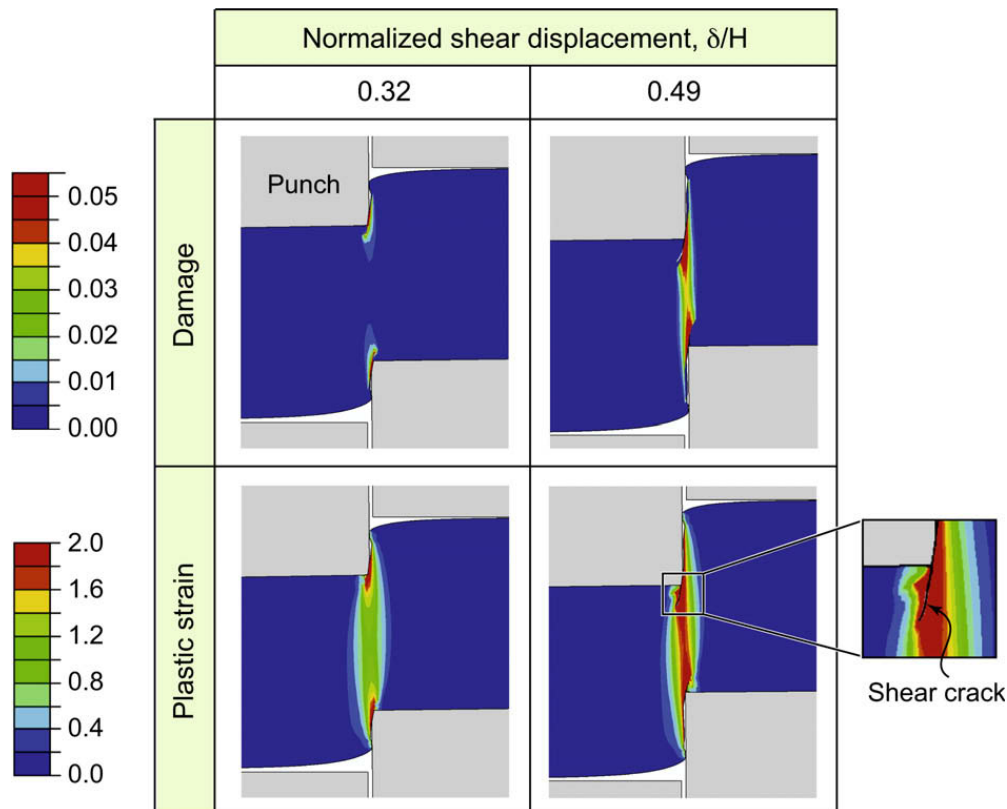 Normalized shear displacement, δ/H
0.32
0.49
Damage
Punch
0.05
0.04
0.03
0.02
0.01
0.00
Plastic strain
2.0
1.6
1.2
0.8
0.4
0.0
Shear crack